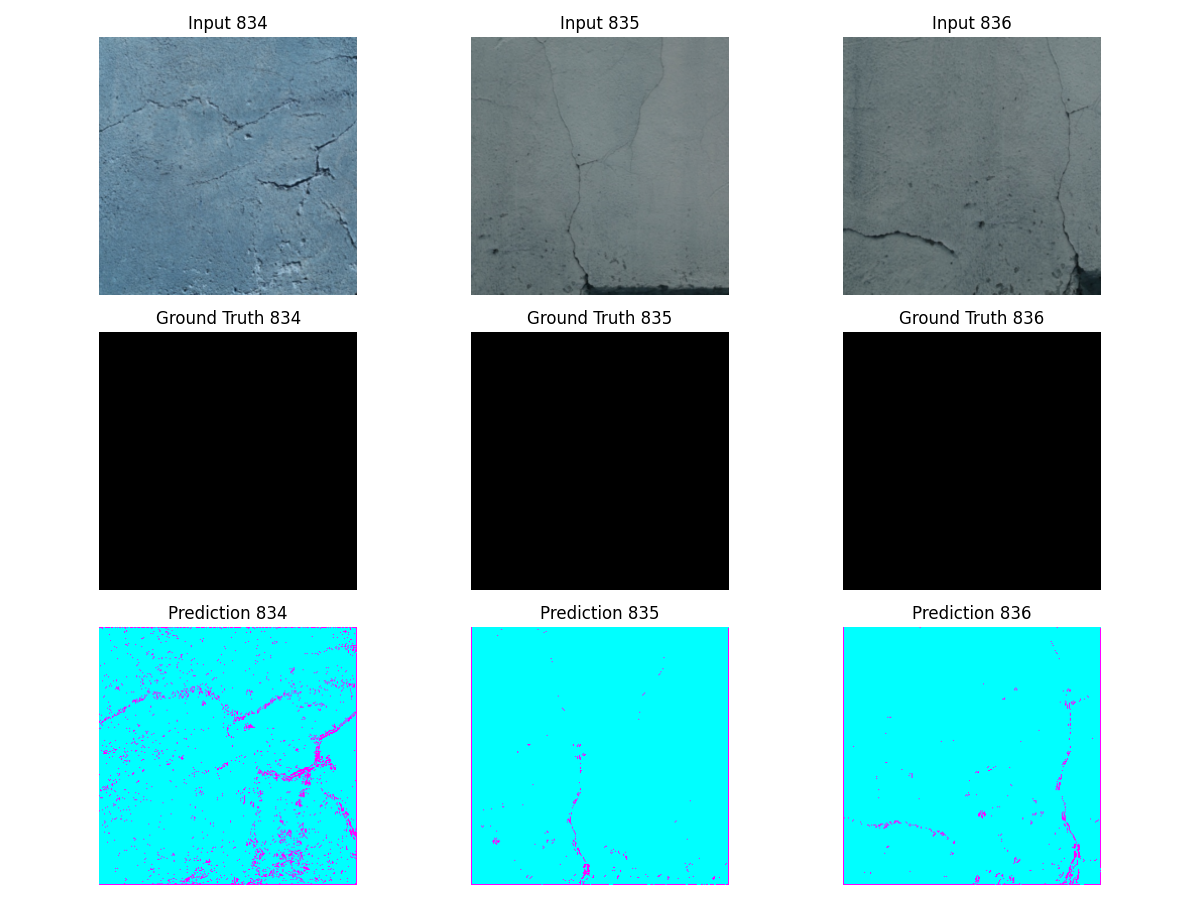 Input 834
Input 835
Input 836
Ground Truth 834
Ground Truth 835
Ground Truth 836
Prediction 834
Prediction 835
Prediction 836